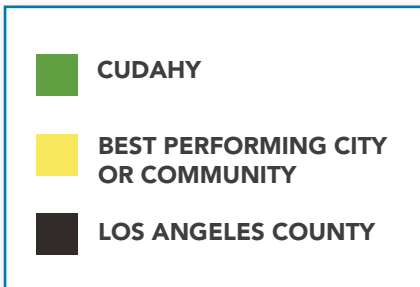 CUDAHY
BEST PERFORMING CITY
OR COMMUNITY
LOS ANGELES COUNTY